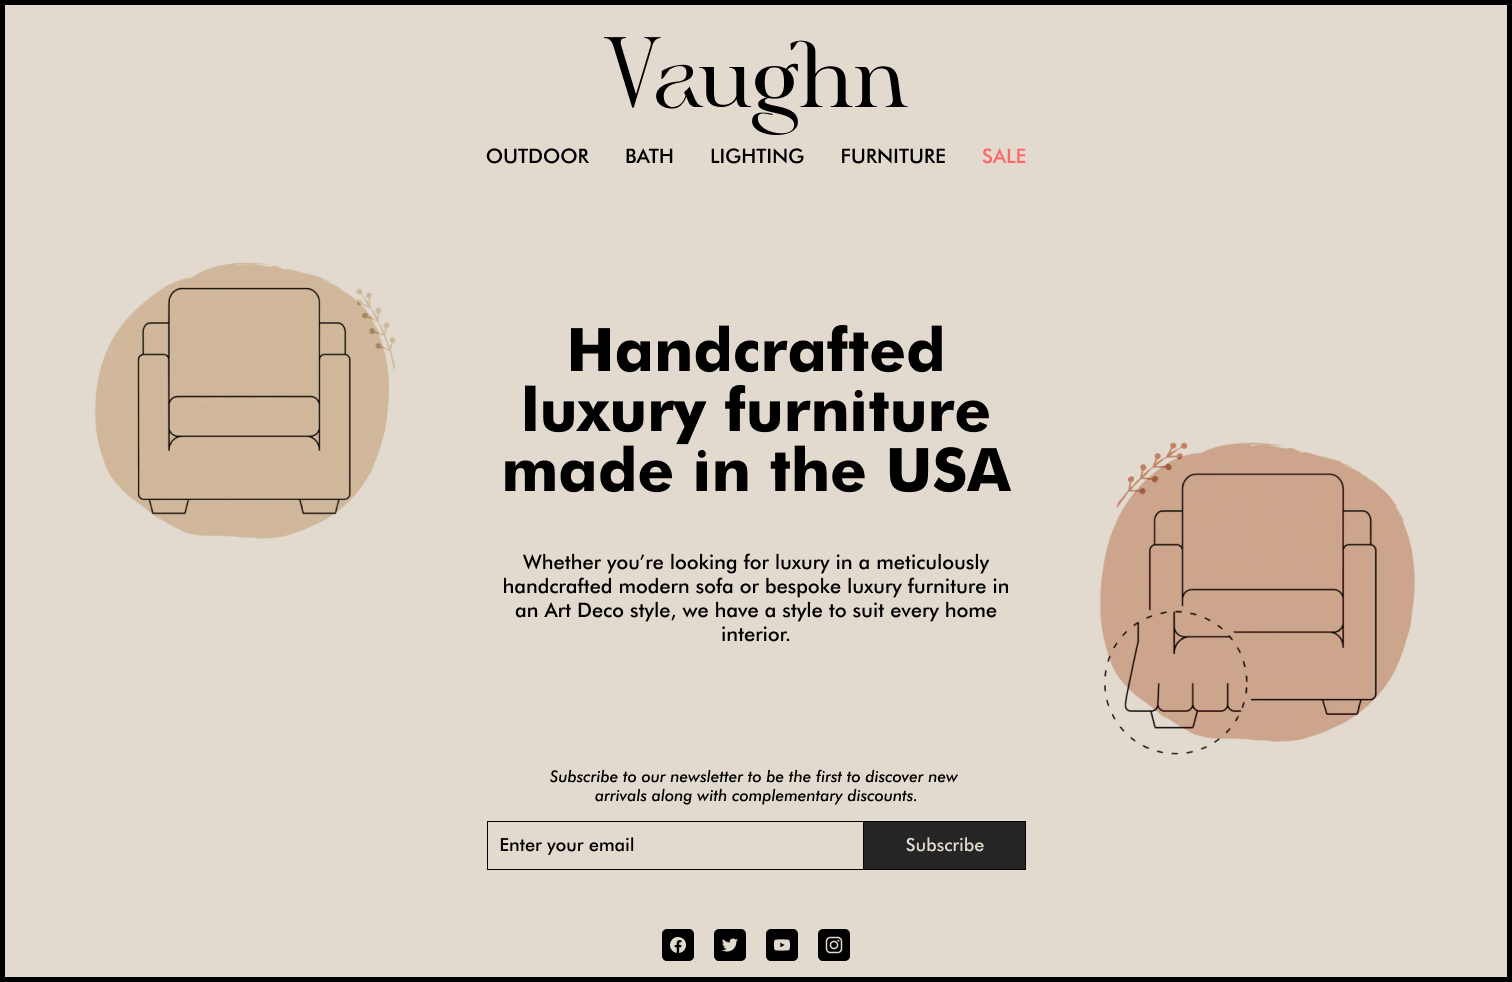 Vaughn
OUTDOOR BATH LIGHTING FURNITURE SALE
Handcrafted
luxury furniture
made in the USA
Whether you’re looking for luxury in a meticulously
handcrafted modern sofa or bespoke luxury furniture in
an Art Deco style, we have a style to suit every home
interior.
Subscribe to our newsletter to be the first to discover new
arrivals along with complementary discounts.
Enter your email Subscribe